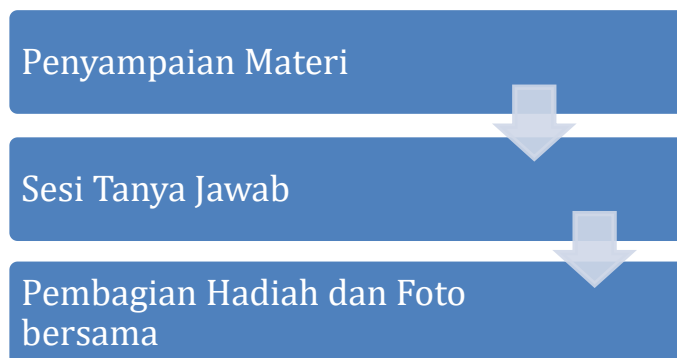 Penyampaian Materi
Sesi Tanya Jawab
Pembagian Hadiah dan Foto
bersama